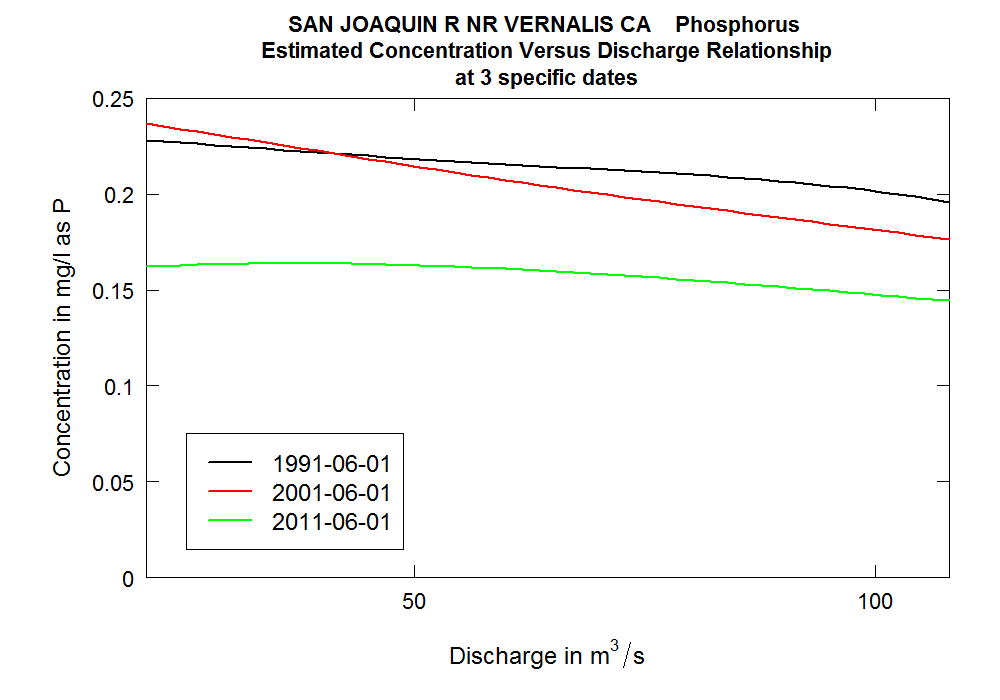 SAN JOAQUIN R NR VERNALIS CA    Phosphorus
Estimated Concentration Versus Discharge Relationship
at 3 specific dates
Concentration in mg/l as P
0.25
0.2
0.15
0.1
0.05
0
1991-06-01
2001-06-01
2011-06-01
50
100
Discharge in m³/s